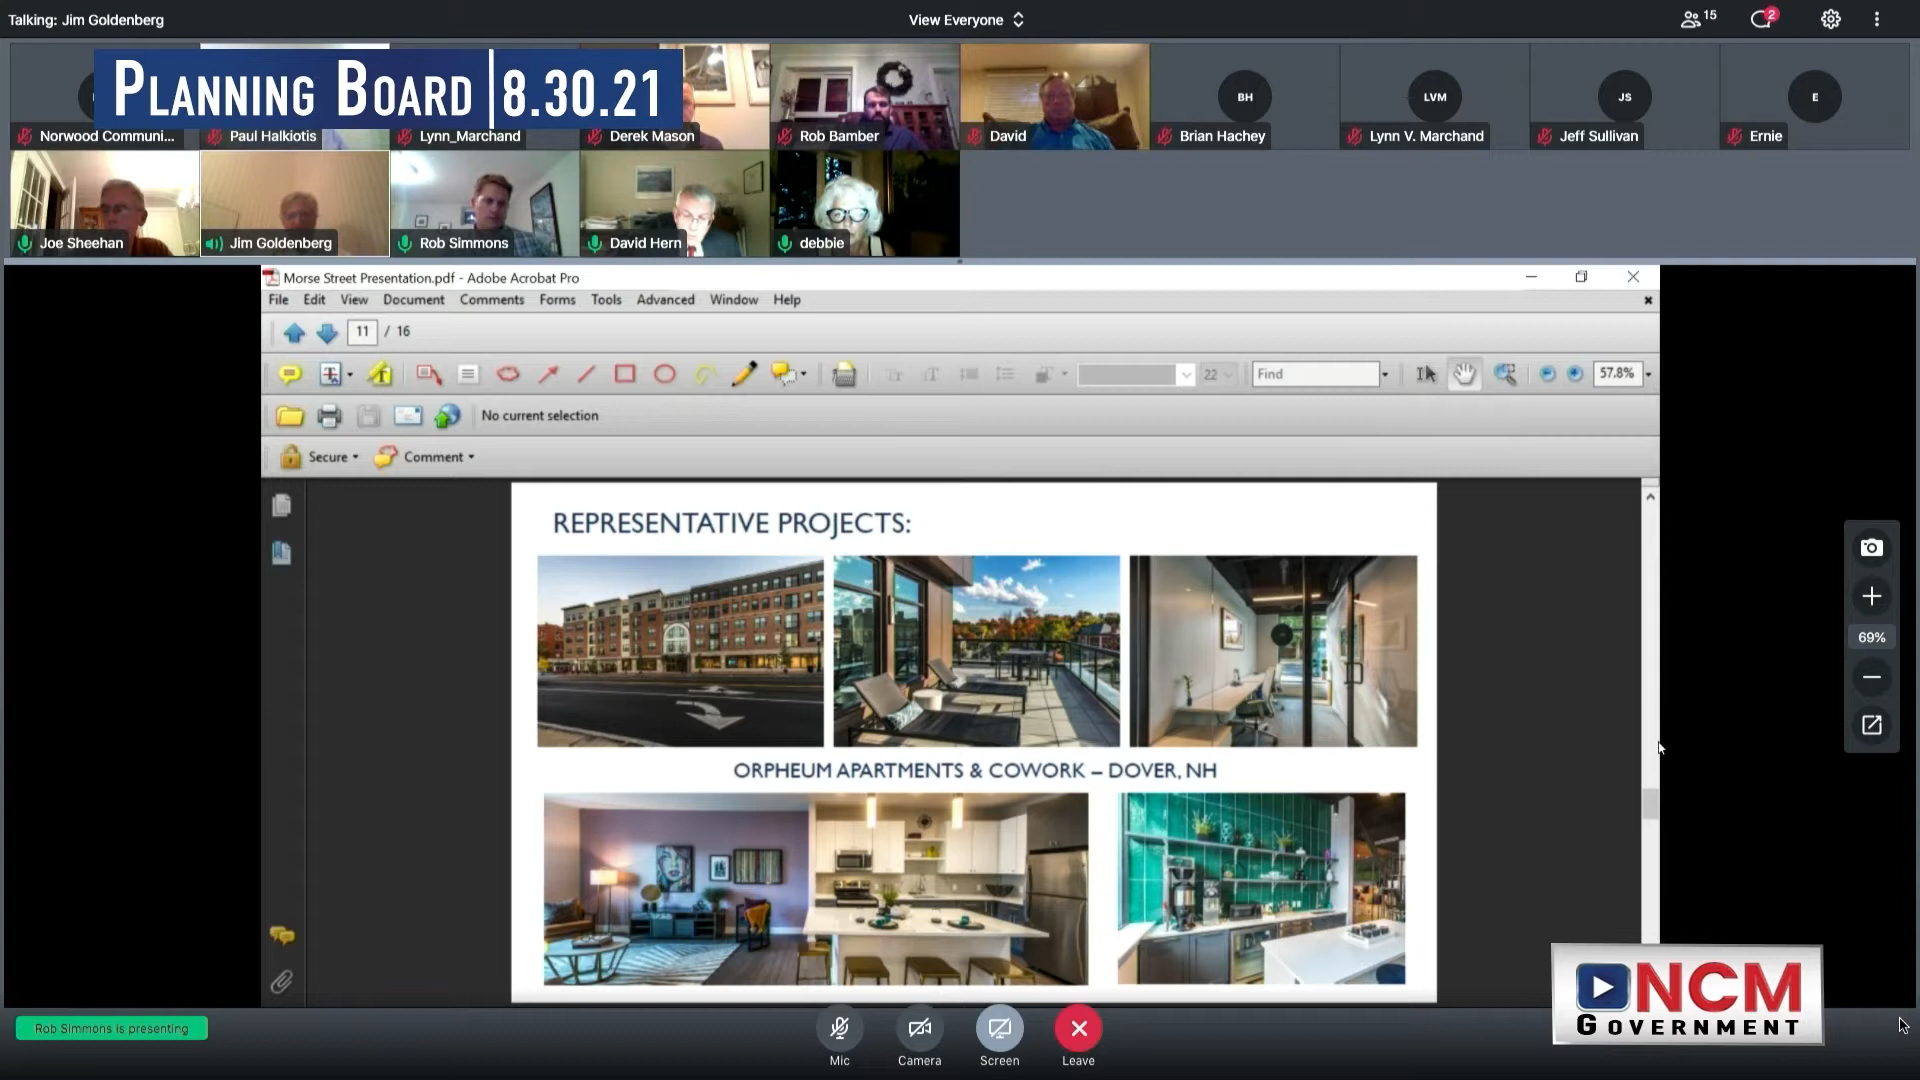 Talking: Jim Goldenberg
View Everyone
15
2
PLANNING BOARD 8.30.21
Norwood Communi...
Paul Halkiotis
Lynn_Marchand
Derek Mason
Rob Bamber
David
BH
Brian Hachey
LVM
Lynn V. Marchand
JS
Jeff Sullivan
E
Ernie
Joe Sheehan
Jim Goldenberg
Rob Simmons
David Hern
debbie
Morse Street Presentation.pdf - Adobe Acrobat Pro
File Edit View Document Comments Forms Tools Advanced Window Help
11 / 16
22
Find
57.8%
No current selection
Secure
Comment
REPRESENTATIVE PROJECTS:
ORPHEUM APARTMENTS & COWORK – DOVER, NH
69%
NCM
GOVERNMENT
Rob Simmons is presenting
Mic
Camera
Screen
Leave